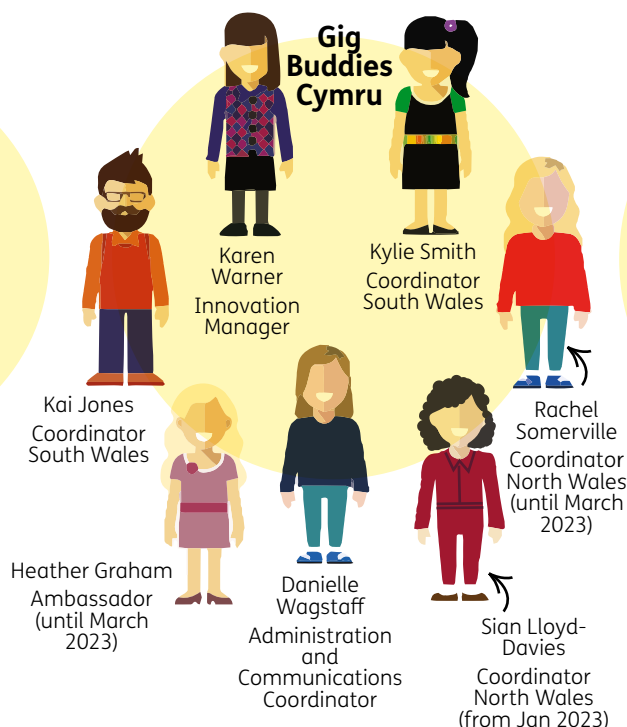 Gig
Buddies
Cymru
Karen
Warner
Innovation
Manager
Kylie Smith
Coordinator
South Wales
Kai Jones
Coordinator
South Wales
Rachel
Somerville
Coordinator
North Wales
(until March
2023)
Heather Graham
Ambassador
(until March
2023)
Danielle
Wagstaff
Administration
and
Communications
Coordinator
Sian Lloyd-
Davies
Coordinator
North Wales
(from Jan 2023)